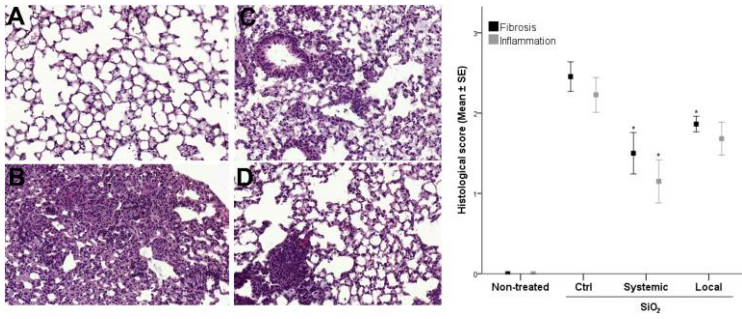 A
C
B
D
Histological score (Mean ± SE)
3
2
1
0
Fibrosis
Inflammation
*
*
*
Non-treated
Ctrl
Systemic
Local
SiO2